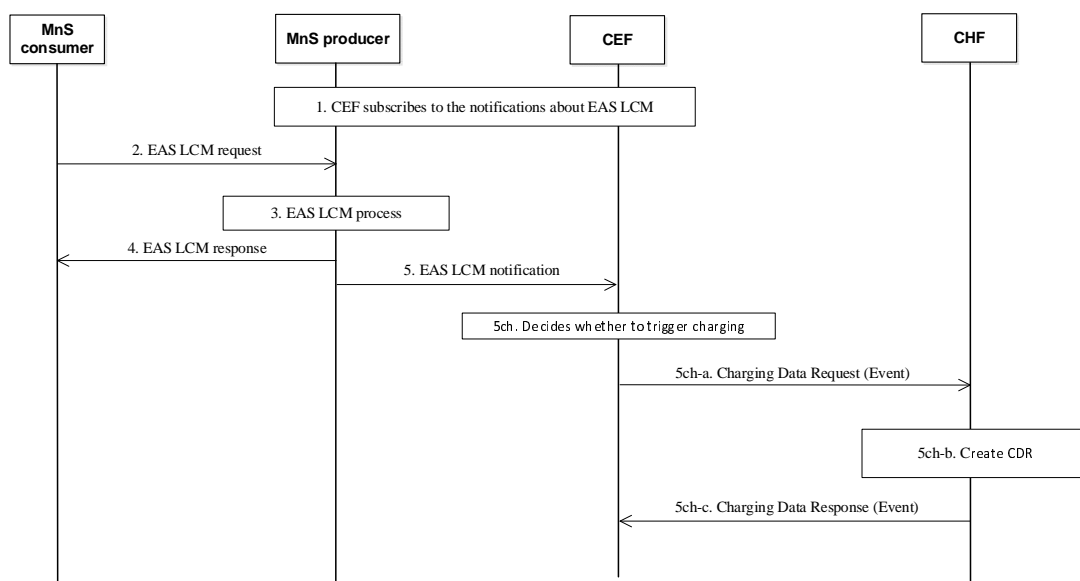 MnS
consumer
MnS producer
CEF
CHF
1. CEF subscribes to the notifications about EAS LCM
2. EAS LCM request
3. EAS LCM process
4. EAS LCM response
5. EAS LCM notification
5ch. Decides whether to trigger charging
5ch-a. Charging Data Request (Event)
5ch-b. Create CDR
5ch-c. Charging Data Response (Event)